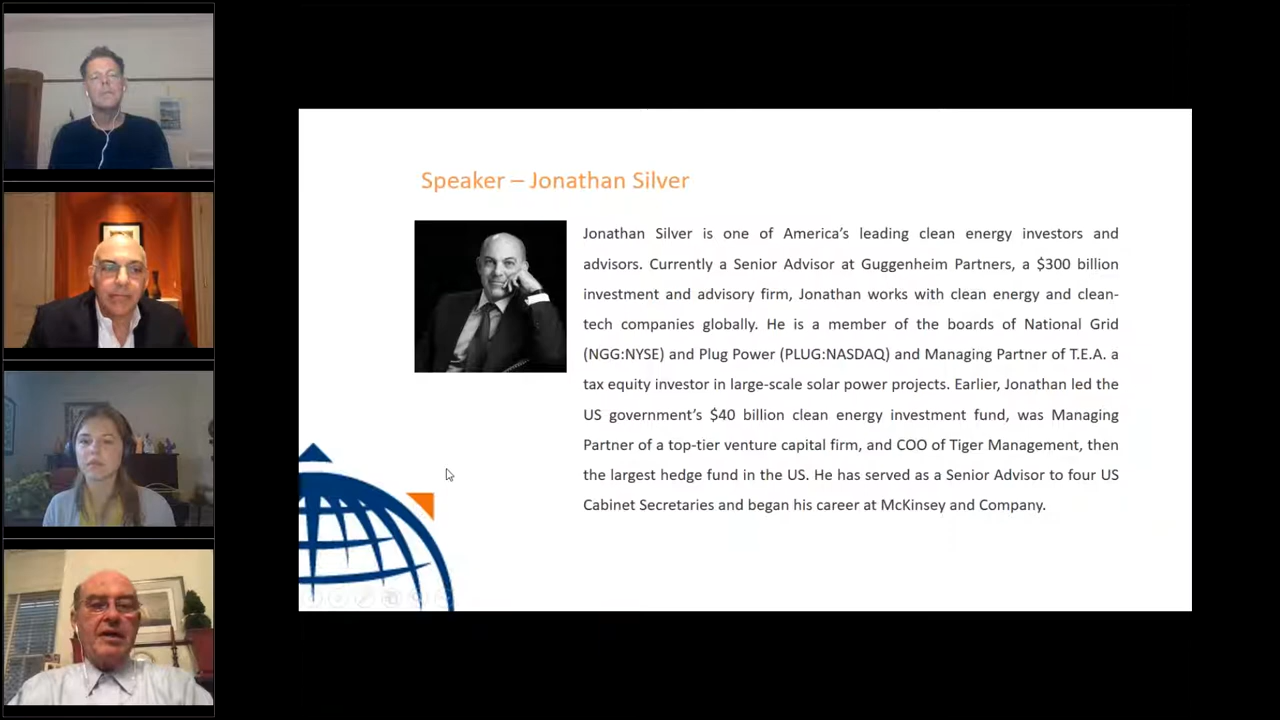 Speaker – Jonathan Silver
Jonathan Silver is one of America's leading clean energy investors and
advisors. Currently a Senior Advisor at Guggenheim Partners, a $300 billion
investment and advisory firm, Jonathan works with clean energy and clean-
tech companies globally. He is a member of the boards of National Grid
(NGG:NYSE) and Plug Power (PLUG:NASDAQ) and Managing Partner of T.E.A. a
tax equity investor in large-scale solar power projects. Earlier, Jonathan led the
US government's $40 billion clean energy investment fund, was Managing
Partner of a top-tier venture capital firm, and COO of Tiger Management, then
the largest hedge fund in the US. He has served as a Senior Advisor to four US
Cabinet Secretaries and began his career at McKinsey and Company.